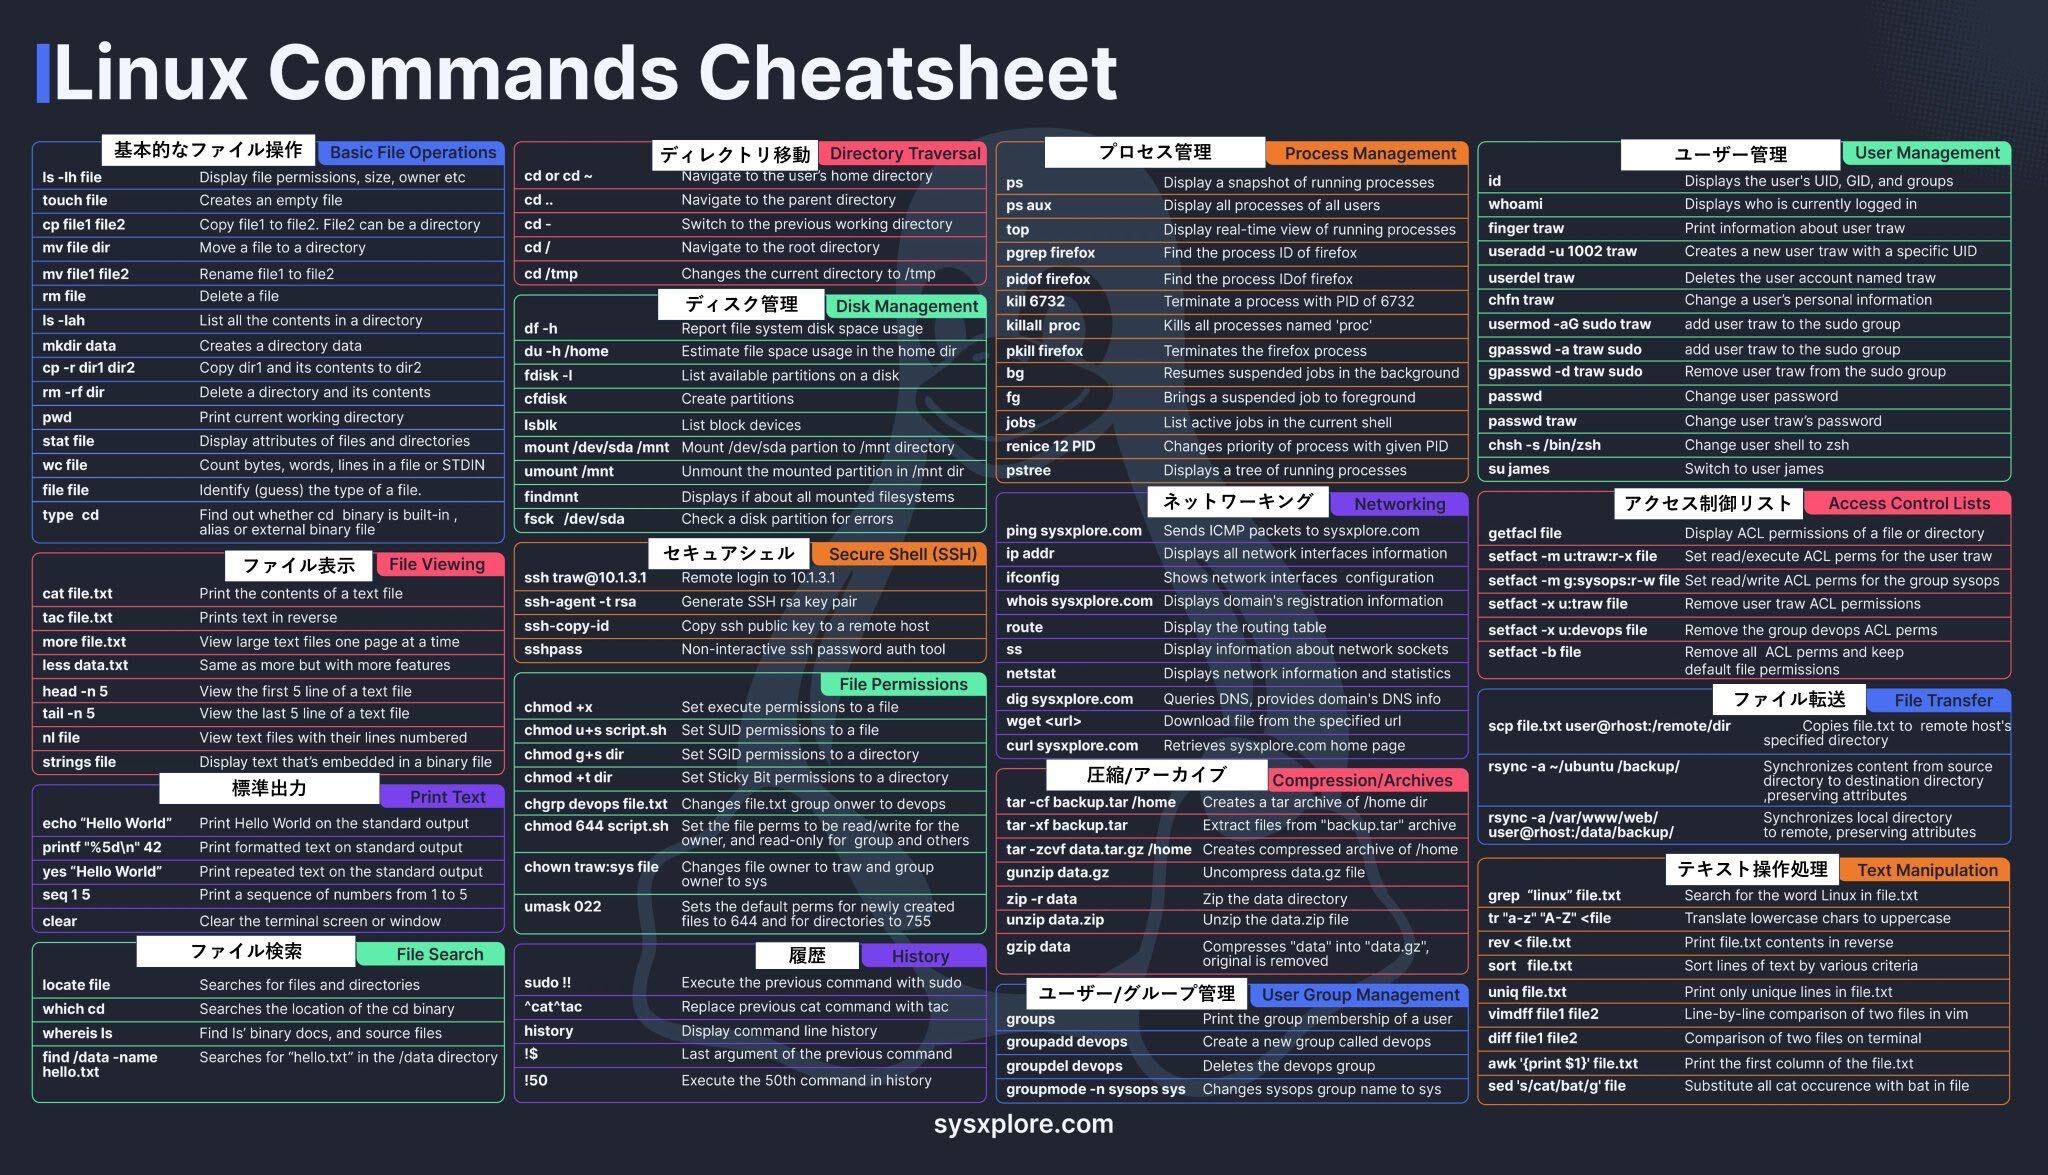 Linux Commands Cheatsheet
基本的なファイル操作 Basic File Operations
ls -lh file Display file permissions, size, owner etc
touch file Creates an empty file
cp file1 file2 Copy file1 to file2. File2 can be a directory
mv file dir Move a file to a directory
mv file1 file2 Rename file1 to file2
rm file Delete a file
ls -lah List all the contents in a directory
mkdir data Creates a directory data
cp -r dir1 dir2 Copy dir1 and its contents to dir2
rm -rf dir Delete a directory and its contents
pwd Print current working directory
stat file Display attributes of files and directories
wc file Count bytes, words, lines in a file or STDIN
file file Identify (guess) the type of a file.
type cd Find out whether cd binary is built-in ,
alias or external binary file
ファイル表示 File Viewing
cat file.txt Print the contents of a text file
tac file.txt Prints text in reverse
more file.txt View large text files one page at a time
less data.txt Same as more but with more features
head -n 5 View the first 5 line of a text file
tail -n 5 View the last 5 line of a text file
nl file View text files with their lines numbered
strings file Display text that's embedded in a binary file
標準出力 Print Text
echo “Hello World” Print Hello World on the standard output
printf "%5d\n" 42 Print formatted text on standard output
yes “Hello World” Print repeated text on the standard output
seq 1 5 Print a sequence of numbers from 1 to 5
clear Clear the terminal screen or window
ファイル検索 File Search
locate file Searches for files and directories
which cd Searches the location of the cd binary
whereis ls Find ls’ binary docs, and source files
find /data -name Searches for “hello.txt” in the /data directory
hello.txt
ディレクトリ移動 Directory Traversal
cd or cd ~ Navigate to the user's home directory
cd .. Navigate to the parent directory
cd - Switch to the previous working directory
cd / Navigate to the root directory
cd /tmp Changes the current directory to /tmp
ディスク管理 Disk Management
df -h Report file system disk space usage
du -h /home Estimate file space usage in the home dir
fdisk -l List available partitions on a disk
cfdisk Create partitions
lsblk List block devices
mount /dev/sda /mnt Mount /dev/sda partion to /mnt directory
umount /mnt Unmount the mounted partition in /mnt dir
findmnt Displays if about all mounted filesystems
fsck /dev/sda Check a disk partition for errors
セキュアシェル Secure Shell (SSH)
ssh traw@10.1.3.1 Remote login to 10.1.3.1
ssh-agent -t rsa Generate SSH rsa key pair
ssh-copy-id Copy ssh public key to a remote host
sshpass Non-interactive ssh password auth tool
File Permissions
chmod +x Set execute permissions to a file
chmod u+s script.sh Set SUID permissions to a file
chmod g+s dir Set SGID permissions to a directory
chmod +t dir Set Sticky Bit permissions to a directory
chgrp devops file.txt Changes file.txt group onwer to devops
chmod 644 script.sh Set the file perms to be read/write for the
owner, and read-only for group and others
chown traw:sys file Changes file owner to traw and group
owner to sys
umask 022 Sets the default perms for newly created
files to 644 and for directories to 755
履歴 History
sudo !! Execute the previous command with sudo
^cat^tac Replace previous cat command with tac
history Display command line history
!$ Last argument of the previous command
!50 Execute the 50th command in history
プロセス管理 Process Management
ps Display a snapshot of running processes
ps aux Display all processes of all users
top Display real-time view of running processes
pgrep firefox Find the process ID of firefox
pidof firefox Find the process IDof firefox
kill 6732 Terminate a process with PID of 6732
killall proc Kills all processes named 'proc'
pkill firefox Terminates the firefox process
bg Resumes suspended jobs in the background
fg Brings a suspended job to foreground
jobs List active jobs in the current shell
renice 12 PID Changes priority of process with given PID
pstree Displays a tree of running processes
ネットワーキング Networking
ping sysxplore.com Sends ICMP packets to sysxplore.com
ip addr Displays all network interfaces information
ifconfig Shows network interfaces configuration
whois sysxplore.com Displays domain's registration information
route Display the routing table
ss Display information about network sockets
netstat Displays network information and statistics
dig sysxplore.com Queries DNS, provides domain's DNS info
wget <url> Download file from the specified url
curl sysxplore.com Retrieves sysxplore.com home page
圧縮/アーカイブ Compression/Archives
tar -cf backup.tar /home Creates a tar archive of /home dir
tar -xf backup.tar Extract files from "backup.tar" archive
tar -zcvf data.tar.gz /home Creates compressed archive of /home
gunzip data.gz Uncompress data.gz file
zip -r data Zip the data directory
unzip data.zip Unzip the data.zip file
gzip data Compresses "data" into "data.gz",
original is removed
ユーザー/グループ管理 User Group Management
groups Print the group membership of a user
groupadd devops Create a new group called devops
groupdel devops Deletes the devops group
groupmode -n sysops sys Changes sysops group name to sys
ユーザー管理 User Management
id Displays the user's UID, GID, and groups
whoami Displays who is currently logged in
finger traw Print information about user traw
useradd -u 1002 traw Creates a new user traw with a specific UID
userdel traw Deletes the user account named traw
chfn traw Change a user’s personal information
usermod -aG sudo traw add user traw to the sudo group
gpasswd -a traw sudo add user traw to the sudo group
gpasswd -d traw sudo Remove user traw from the sudo group
passwd Change user password
passwd traw Change user traw’s password
chsh -s /bin/zsh Change user shell to zsh
su james Switch to user james
アクセス制御リスト Access Control Lists
getfacl file Display ACL permissions of a file or directory
setfact -m u:traw:r-x file Set read/execute ACL perms for the user traw
setfact -m g:sysops:r-w file Set read/write ACL perms for the group sysops
setfact -x u:traw file Remove user traw ACL permissions
setfact -x u:devops file Remove the group devops ACL perms
setfact -b file Remove all ACL perms and keep
default file permissions
ファイル転送 File Transfer
scp file.txt user@rhost:/remote/dir Copies file.txt to remote host's
specified directory
rsync -a ~/ubuntu /backup/ Synchronizes content from source
directory to destination directory
,preserving attributes
rsync -a /var/www/web/ Synchronizes local directory
user@rhost:/data/backup/ to remote, preserving attributes
テキスト操作処理 Text Manipulation
grep “linux” file.txt Search for the word Linux in file.txt
tr "a-z" "A-Z" <file Translate lowercase chars to uppercase
rev < file.txt Print file.txt contents in reverse
sort file.txt Sort lines of text by various criteria
uniq file.txt Print only unique lines in file.txt
vimdff file1 file2 Line-by-line comparison of two files in vim
diff file1 file2 Comparison of two files on terminal
awk '{print $1}' file.txt Print the first column of the file.txt
sed 's/cat/bat/g' file Substitute all cat occurence with bat in file
sysxplore.com